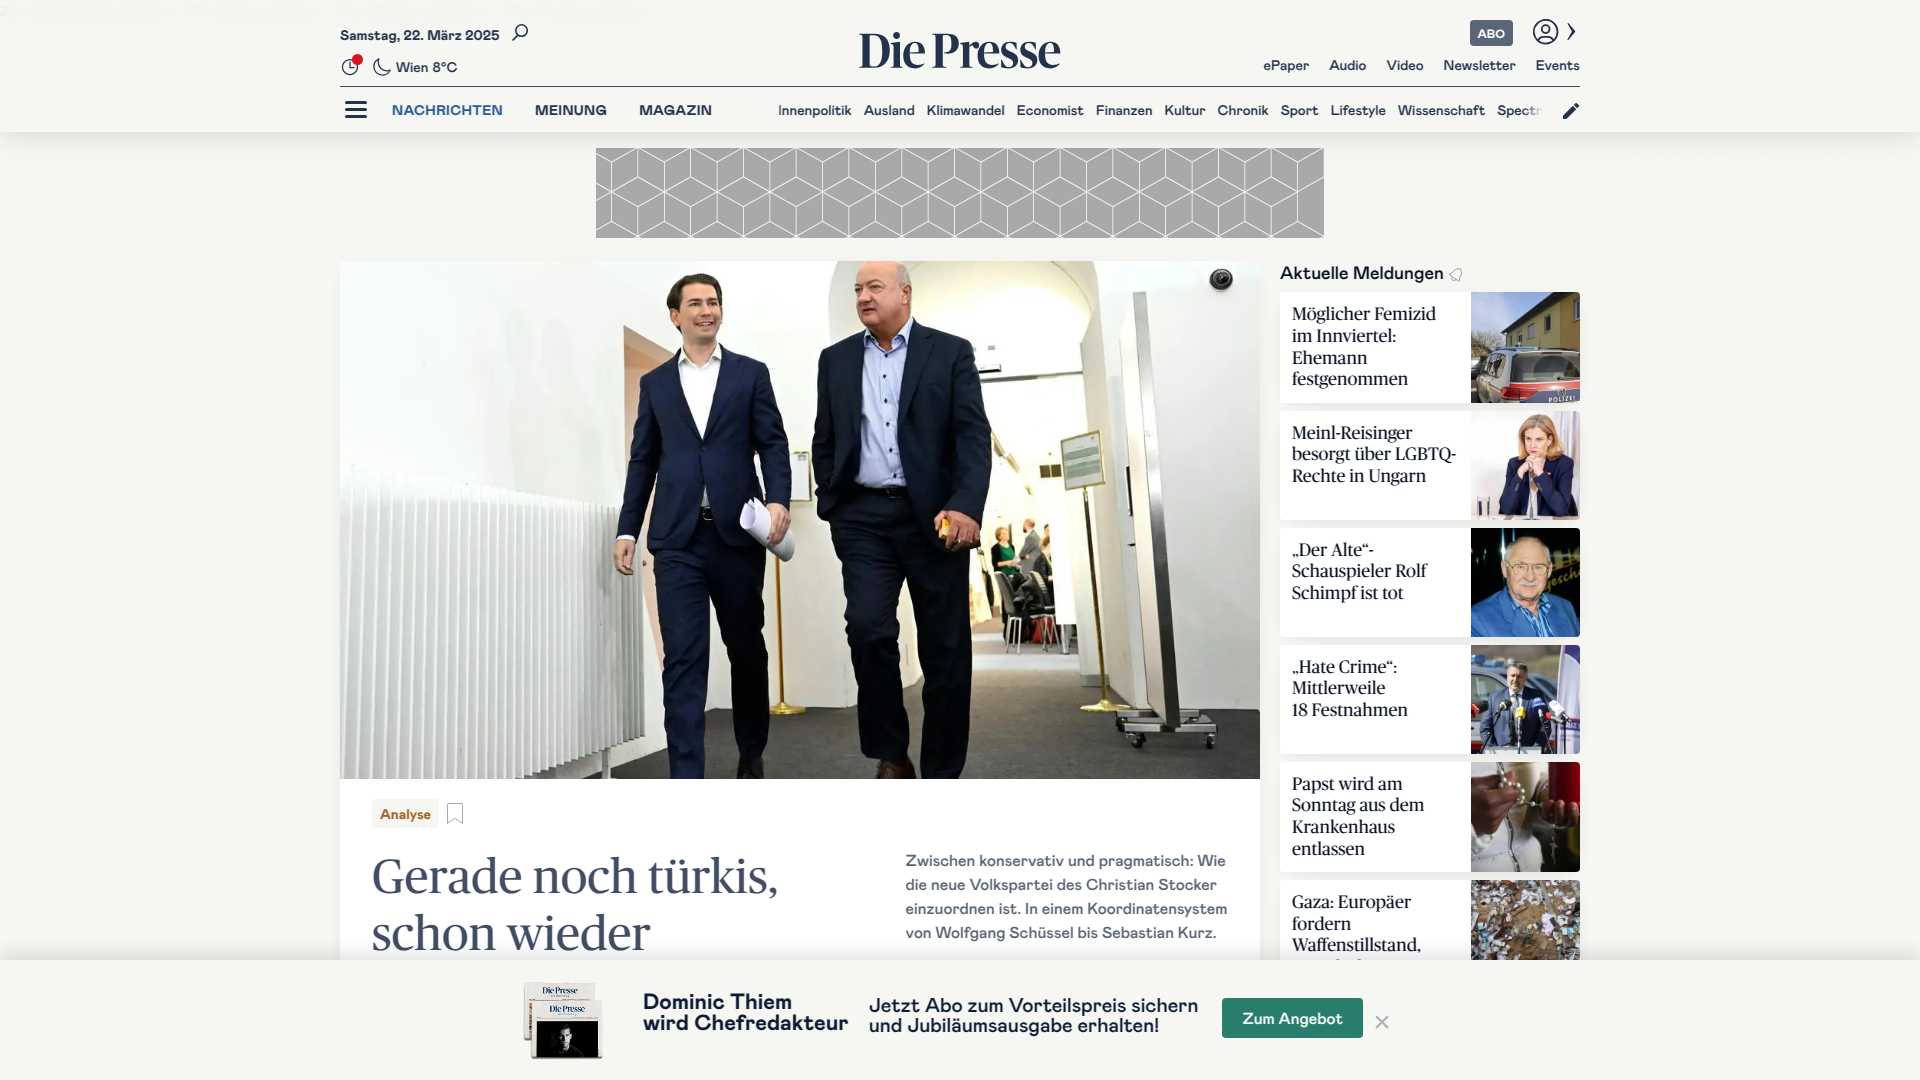 Samstag, 22. März 2025
Die Presse
ABO
Wien 8°C
ePaper Audio Video Newsletter Events
NACHRICHTEN MEINUNG MAGAZIN
Innenpolitik Ausland Klimawandel Economist Finanzen Kultur Chronik Sport Lifestyle Wissenschaft Spectr
Analyse
Gerade noch türkis,
schon wieder
Zwischen konservativ und pragmatisch: Wie
die neue Volkspartei des Christian Stocker
einzuordnen ist. In einem Koordinatensystem
von Wolfgang Schüssel bis Sebastian Kurz.
Aktuelle Meldungen
Möglicher Femizid
im Innviertel:
Ehemann
festgenommen
POLIZEI
Meinl-Reisinger
besorgt über LGBTQ-
Rechte in Ungarn
„Der Alte“-
Schauspieler Rolf
Schimpf ist tot
„Hate Crime“:
Mittlerweile
18 Festnahmen
Papst wird am
Sonntag aus dem
Krankenhaus
entlassen
Gaza: Europäer
fordern
Waffenstillstand,
Die Presse
Die Presse
Dominic Thiem
wird Chefredakteur
Jetzt Abo zum Vorteilspreis sichern
und Jubiläumsausgabe erhalten!
Zum Angebot